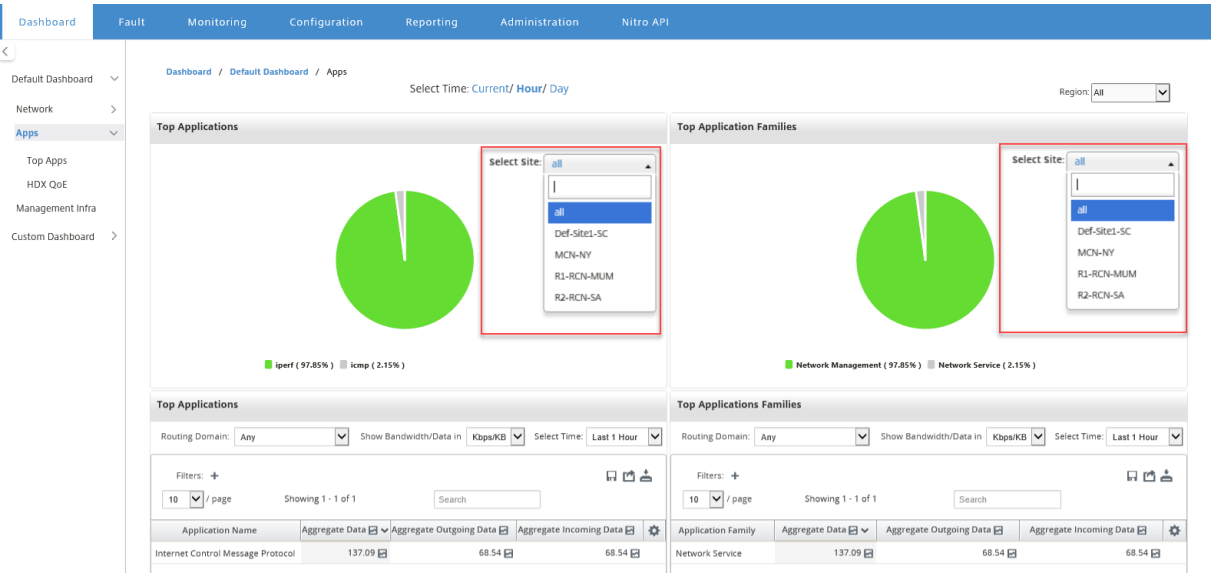 Dashboard Fault Monitoring Configuration Reporting Administration Nitro API
Default Dashboard
Network
Apps
Top Apps
HDX QoE
Management Infra
Custom Dashboard
Dashboard / Default Dashboard / Apps
Select Time: Current/ Hour/ Day
Region: All
Top Applications
Select Site: all
all
Def-Site1-SC
MCN-NY
R1-RCN-MUM
R2-RCN-SA
iperf ( 97.85% ) icmp ( 2.15% )
Top Application Families
Select Site: all
all
Def-Site1-SC
MCN-NY
R1-RCN-MUM
R2-RCN-SA
Network Management ( 97.85% ) Network Service ( 2.15% )
Top Applications
Routing Domain: Any Show Bandwidth/Data in Kbps/KB Select Time: Last 1 Hour
Filters: +
10 / page Showing 1 - 1 of 1 Search
Application Name Aggregate Data Aggregate Outgoing Data Aggregate Incoming Data
Internet Control Message Protocol 137.09 68.54 68.54
Top Applications Families
Routing Domain: Any Show Bandwidth/Data in Kbps/KB Select Time: Last 1 Hour
Filters: +
10 / page Showing 1 - 1 of 1 Search
Application Family Aggregate Data Aggregate Outgoing Data Aggregate Incoming Data
Network Service 137.09 68.54 68.54